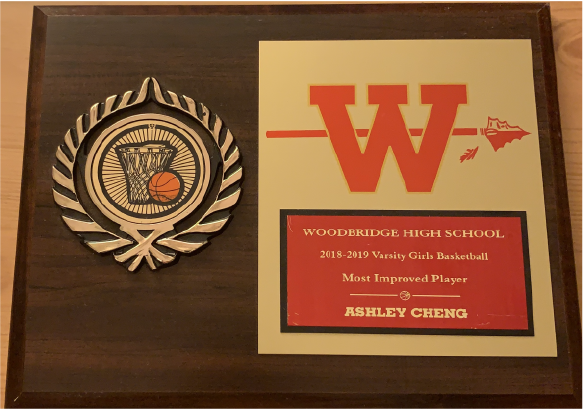 W
WOODBRIDGE HIGH SCHOOL
2018-2019 Varsity Girls Basketball
Most Improved Player
ASHLEY CHENG